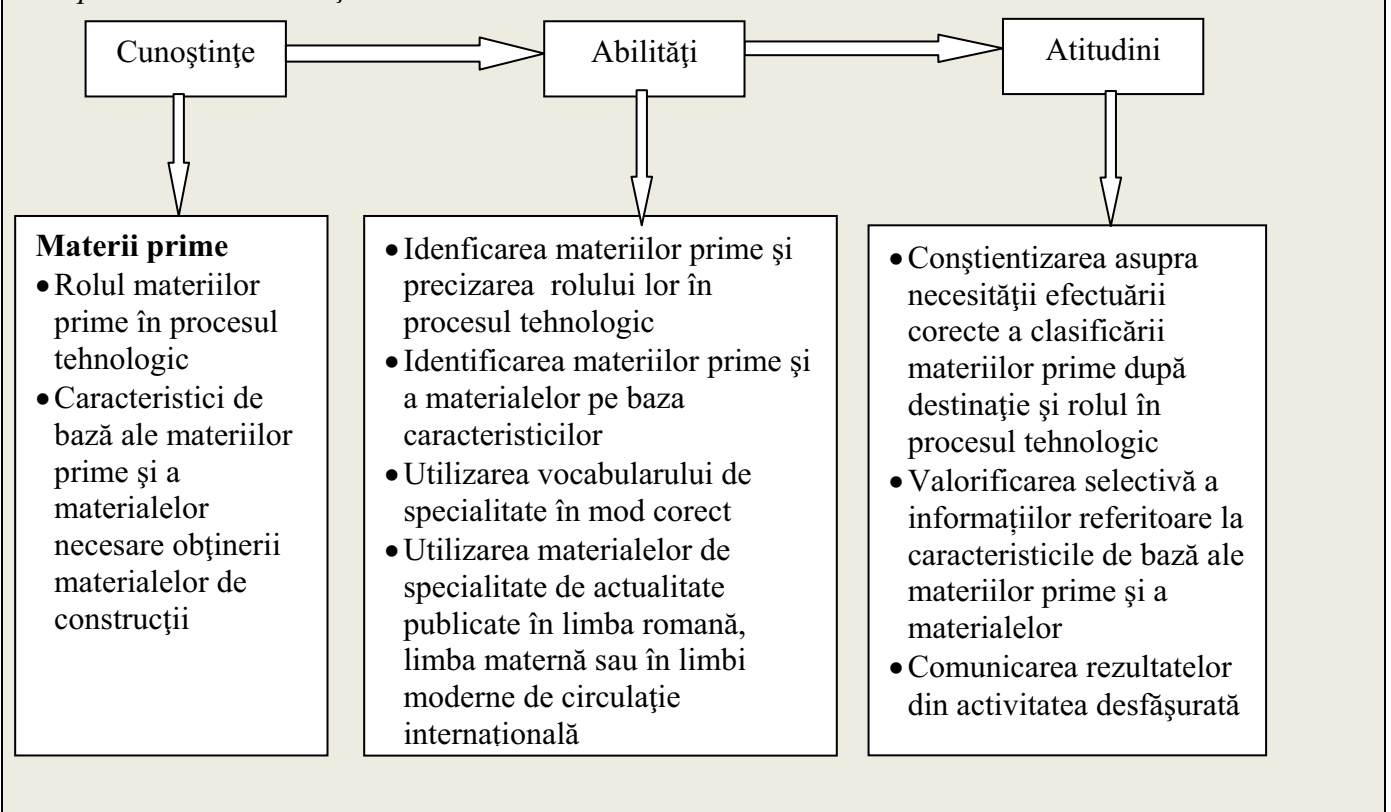 Cunoştinţe
Abilităţi
Atitudini
Materii prime
• Rolul materiilor
prime în procesul
tehnologic
• Caracteristici de
bază ale materiilor
prime şi a
materialelor
necesare obţinerii
materialelor de
construcţii
• Idenficarea materiilor prime şi
precizarea rolului lor în
procesul tehnologic
• Identificarea materiilor prime şi
a materialelor pe baza
caracteristicilor
• Utilizarea vocabularului de
specialitate în mod corect
• Utilizarea materialelor de
specialitate de actualitate
publicate în limba romană,
limba maternă sau în limbi
moderne de circulaţie
internaţională
• Conştientizarea asupra
necesităţii efectuării
corecte a clasificării
materiilor prime după
destinaţie şi rolul în
procesul tehnologic
• Valorificarea selectivă a
informațiilor referitoare la
caracteristicile de bază ale
materiilor prime şi a
materialelor
• Comunicarea rezultatelor
din activitatea desfăşurată